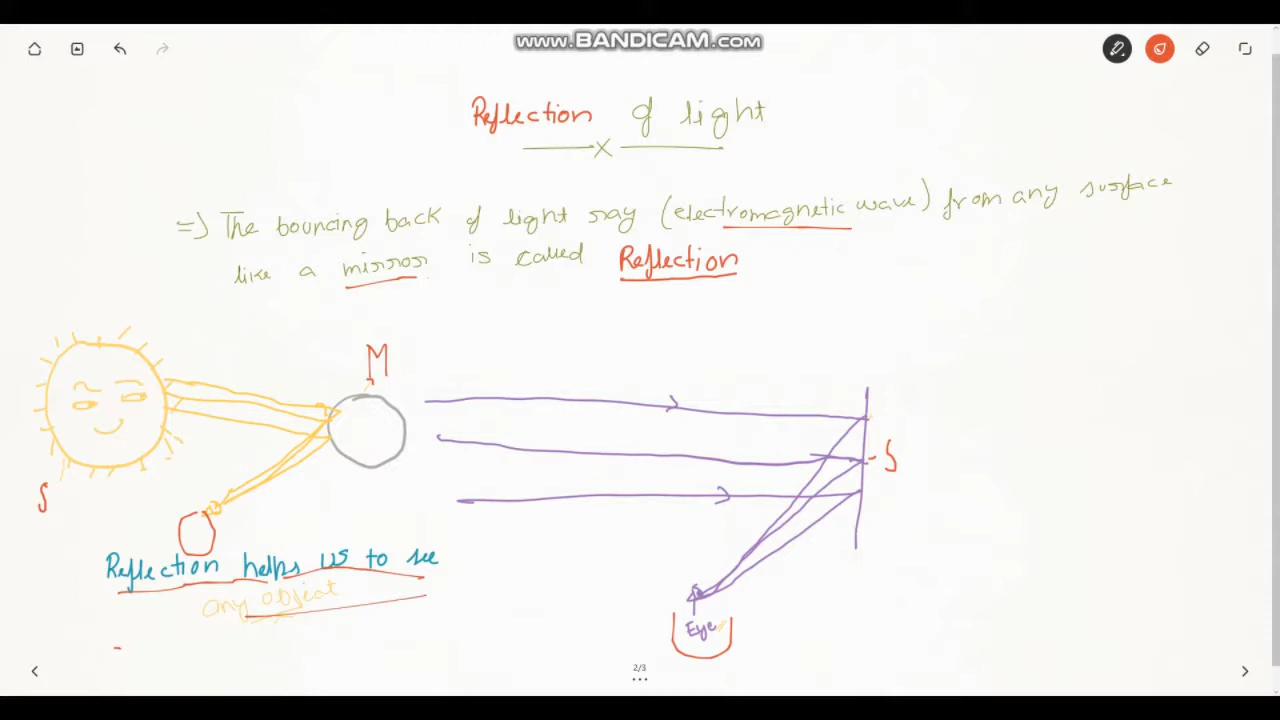 www.BANDICAM.com
Reflection of light
=) The bouncing back of light ray (electromagnetic wave) from any surface
like a mirror is called Reflection
M
S
S
Reflection helps us to see
any object
Eye
2/3